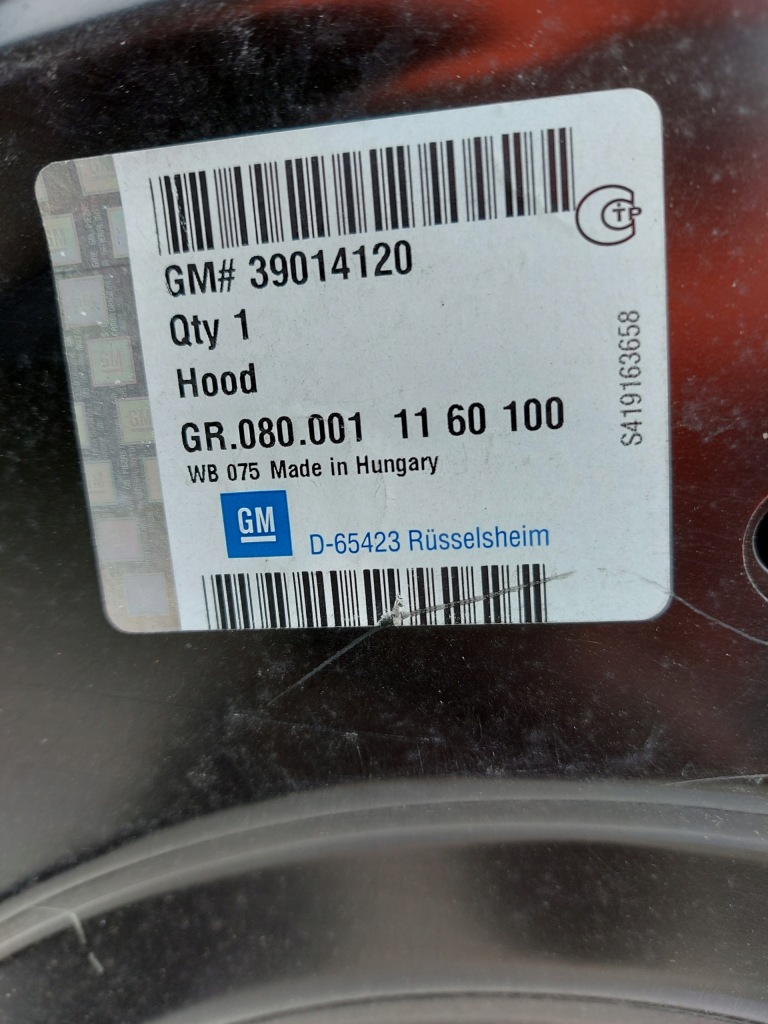 GM# 39014120
Qty 1
Hood
GR.080.001 11 60 100
WB 075 Made in Hungary
GM
D-65423 Rüsselsheim
S419163658